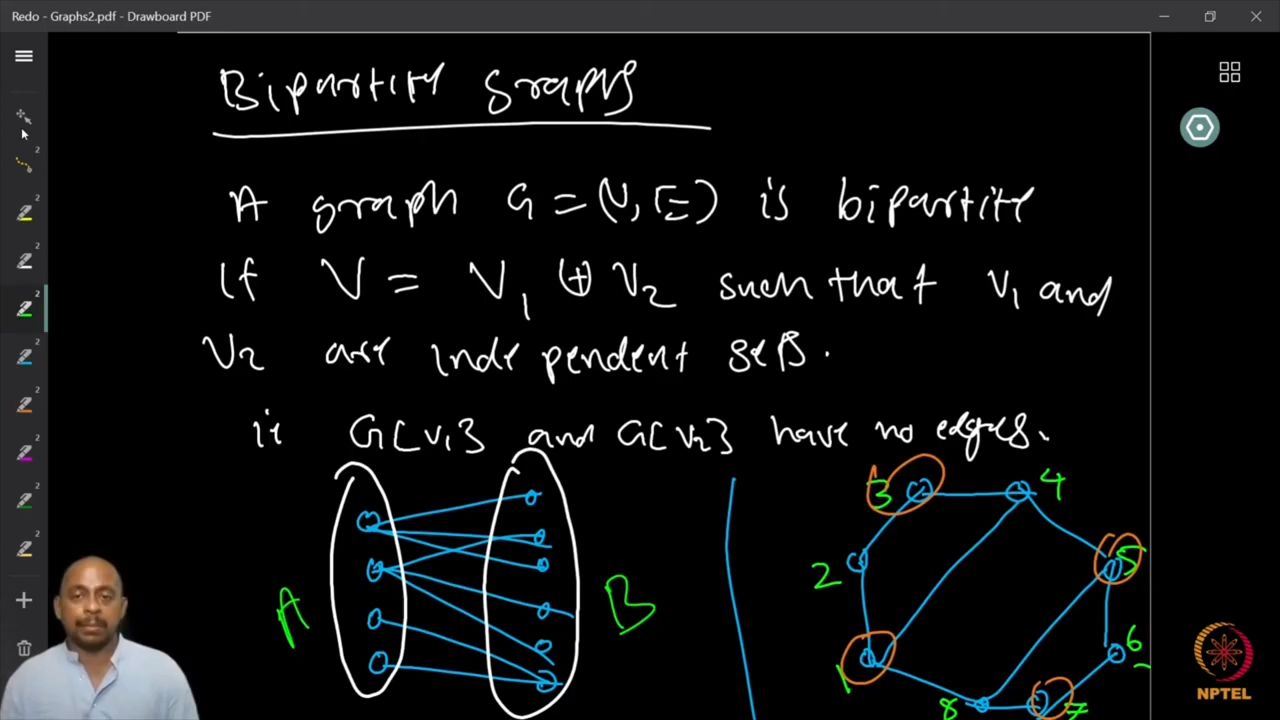 Redo - Graphs2.pdf - Drawboard PDF
Bipartite Graphs
A graph G = (V, E) is bipartite
If V = V1 ⊎ V2 such that V1 and
V2 are independent sets.
ie G[V1] and G[V2] have no edges.
3 4
5
2
A B
6
1
8 7
NPTEL